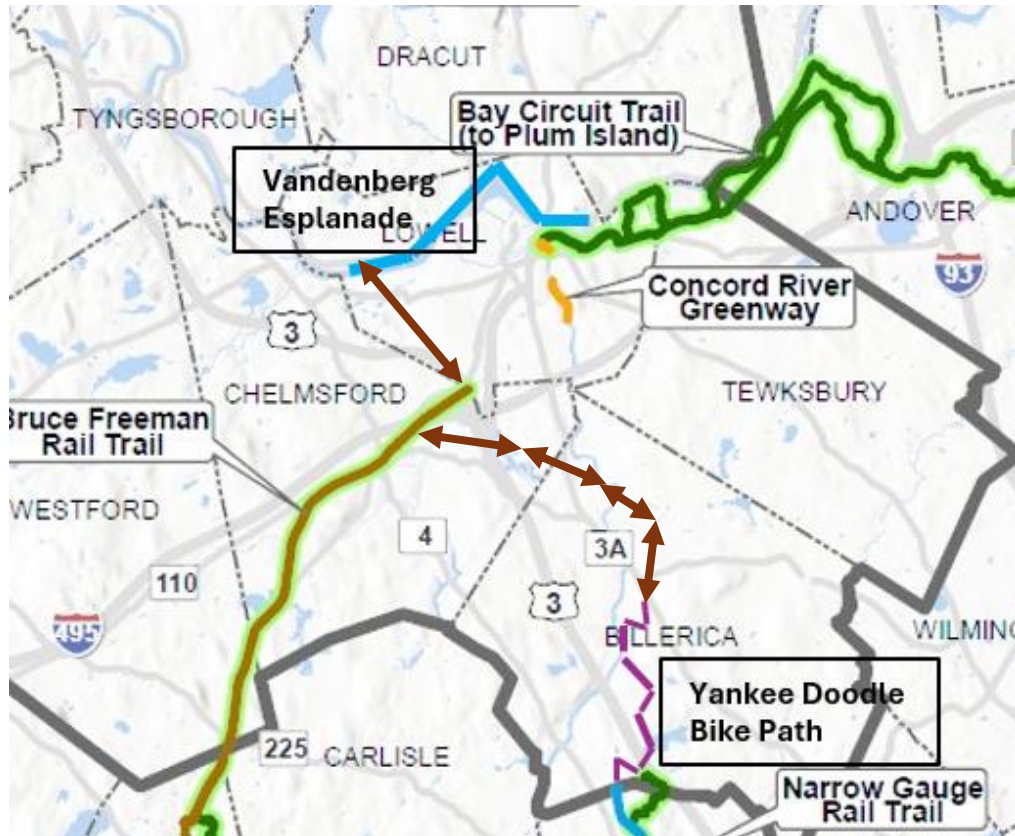 DRACUT
TYNGSBOROUGH
Bay Circuit Trail
(to Plum Island)
Vandenberg
Esplanade
LOWELL
ANDOVER
93
Concord River
Greenway
3
CHELMSFORD
TEWKSBURY
Bruce Freeman
Rail Trail
WESTFORD
4
3A
110
3
495
BILLERICA
WILMING
Yankee Doodle
Bike Path
225
CARLISLE
Narrow Gauge
Rail Trail